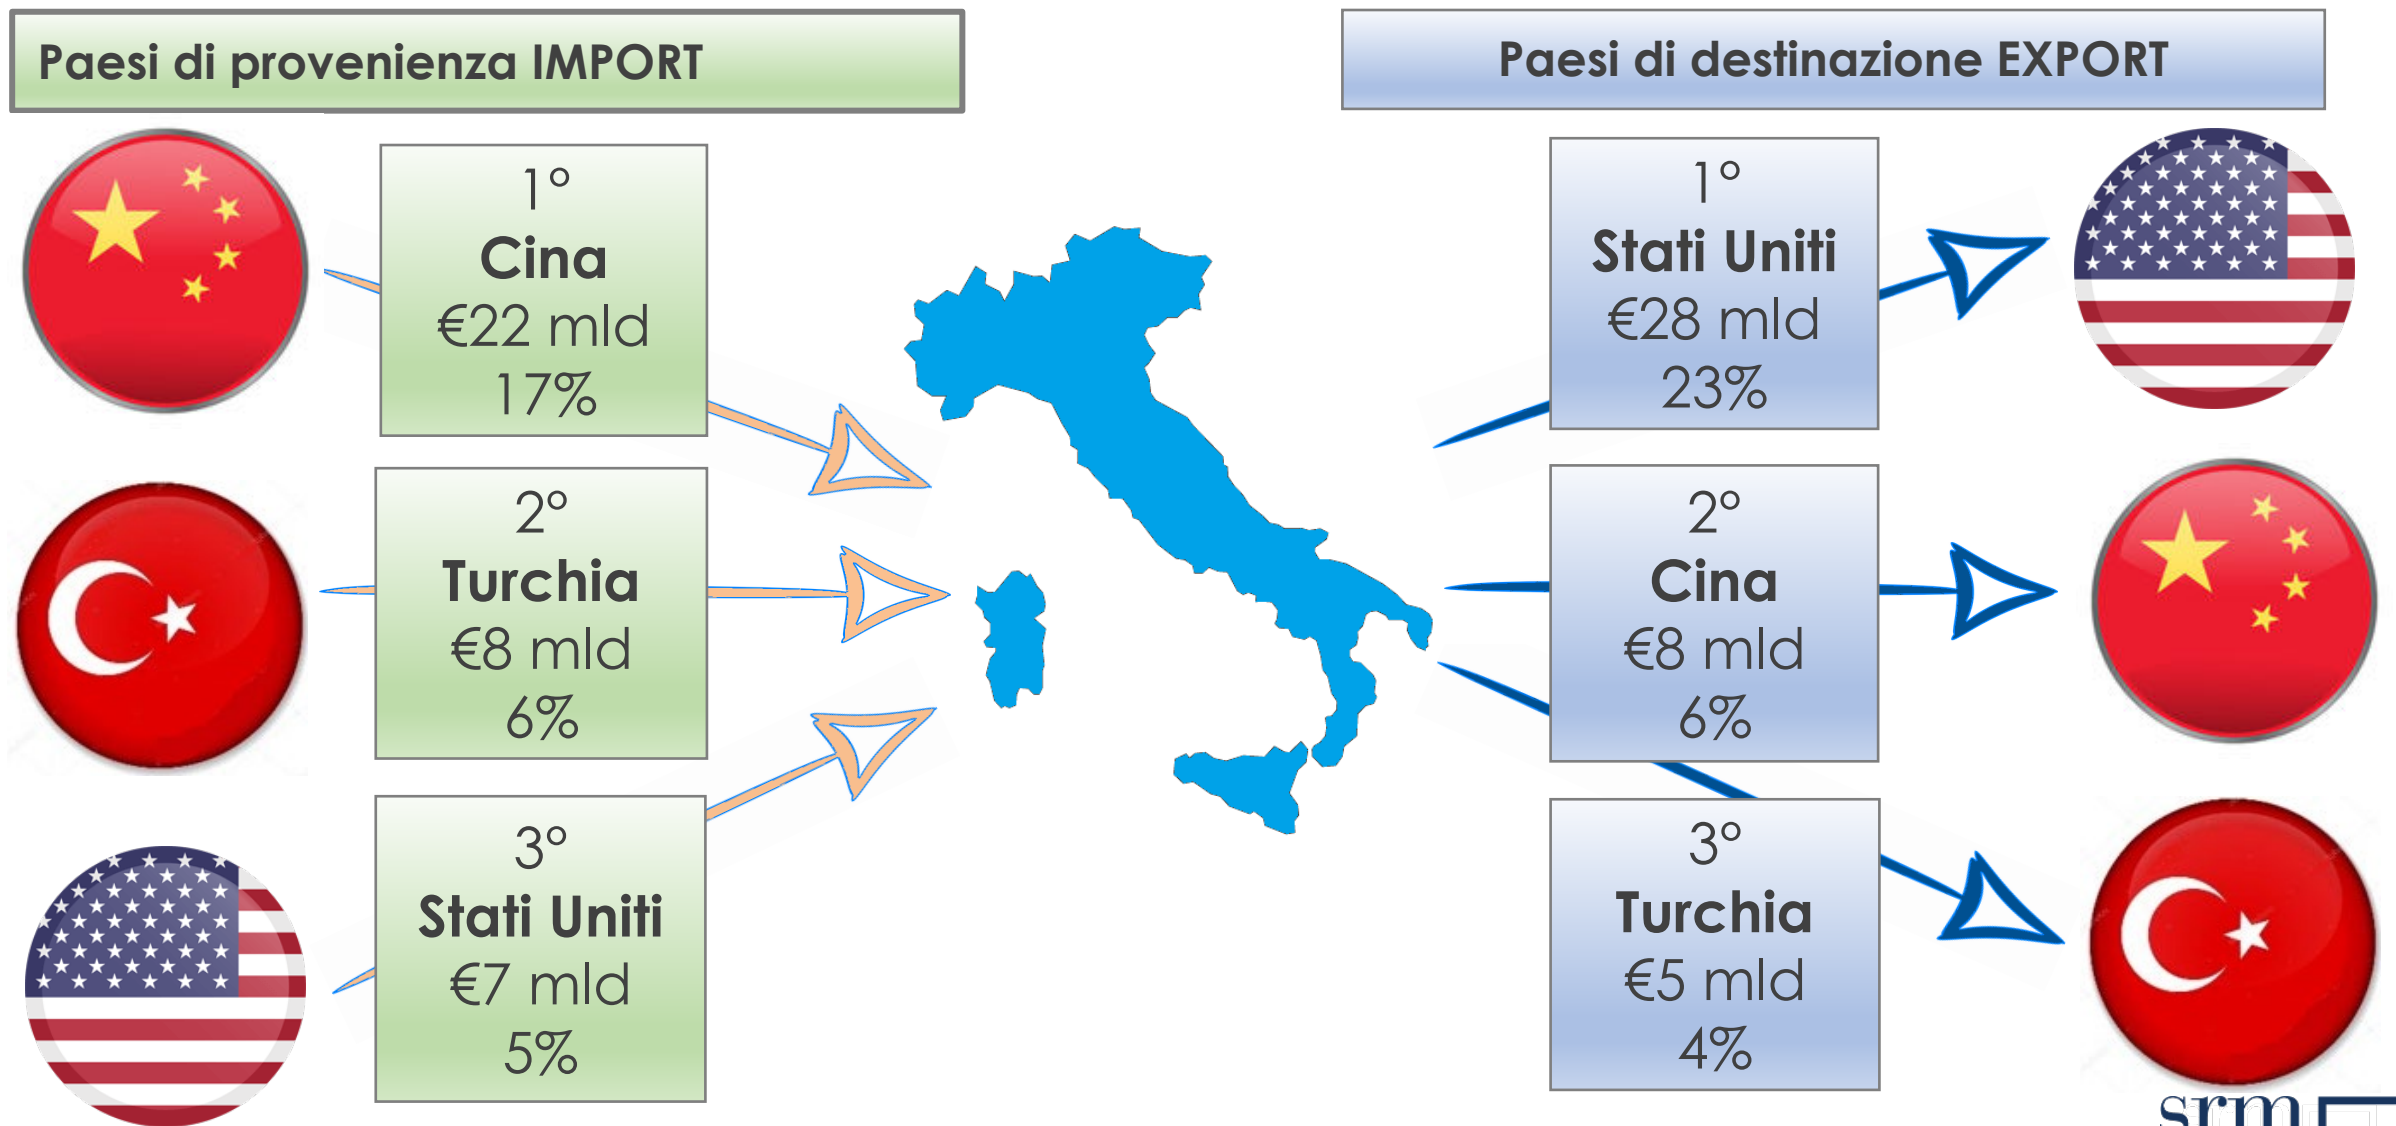 Paesi di provenienza IMPORT
Paesi di destinazione EXPORT
1°
Cina
€22 mld
17%
2°
Turchia
€8 mld
6%
3°
Stati Uniti
€7 mld
5%
1°
Stati Uniti
€28 mld
23%
2°
Cina
€8 mld
6%
3°
Turchia
€5 mld
4%
srm